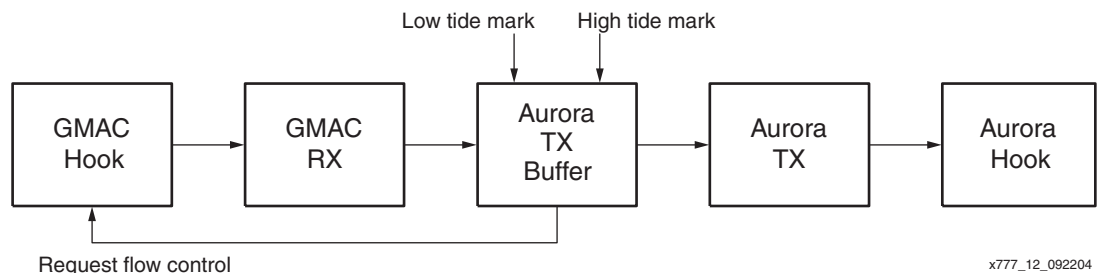 Low tide mark
High tide mark
GMAC
Hook
GMAC
RX
Aurora
TX
Buffer
Aurora
TX
Aurora
Hook
Request flow control
x777_12_092204